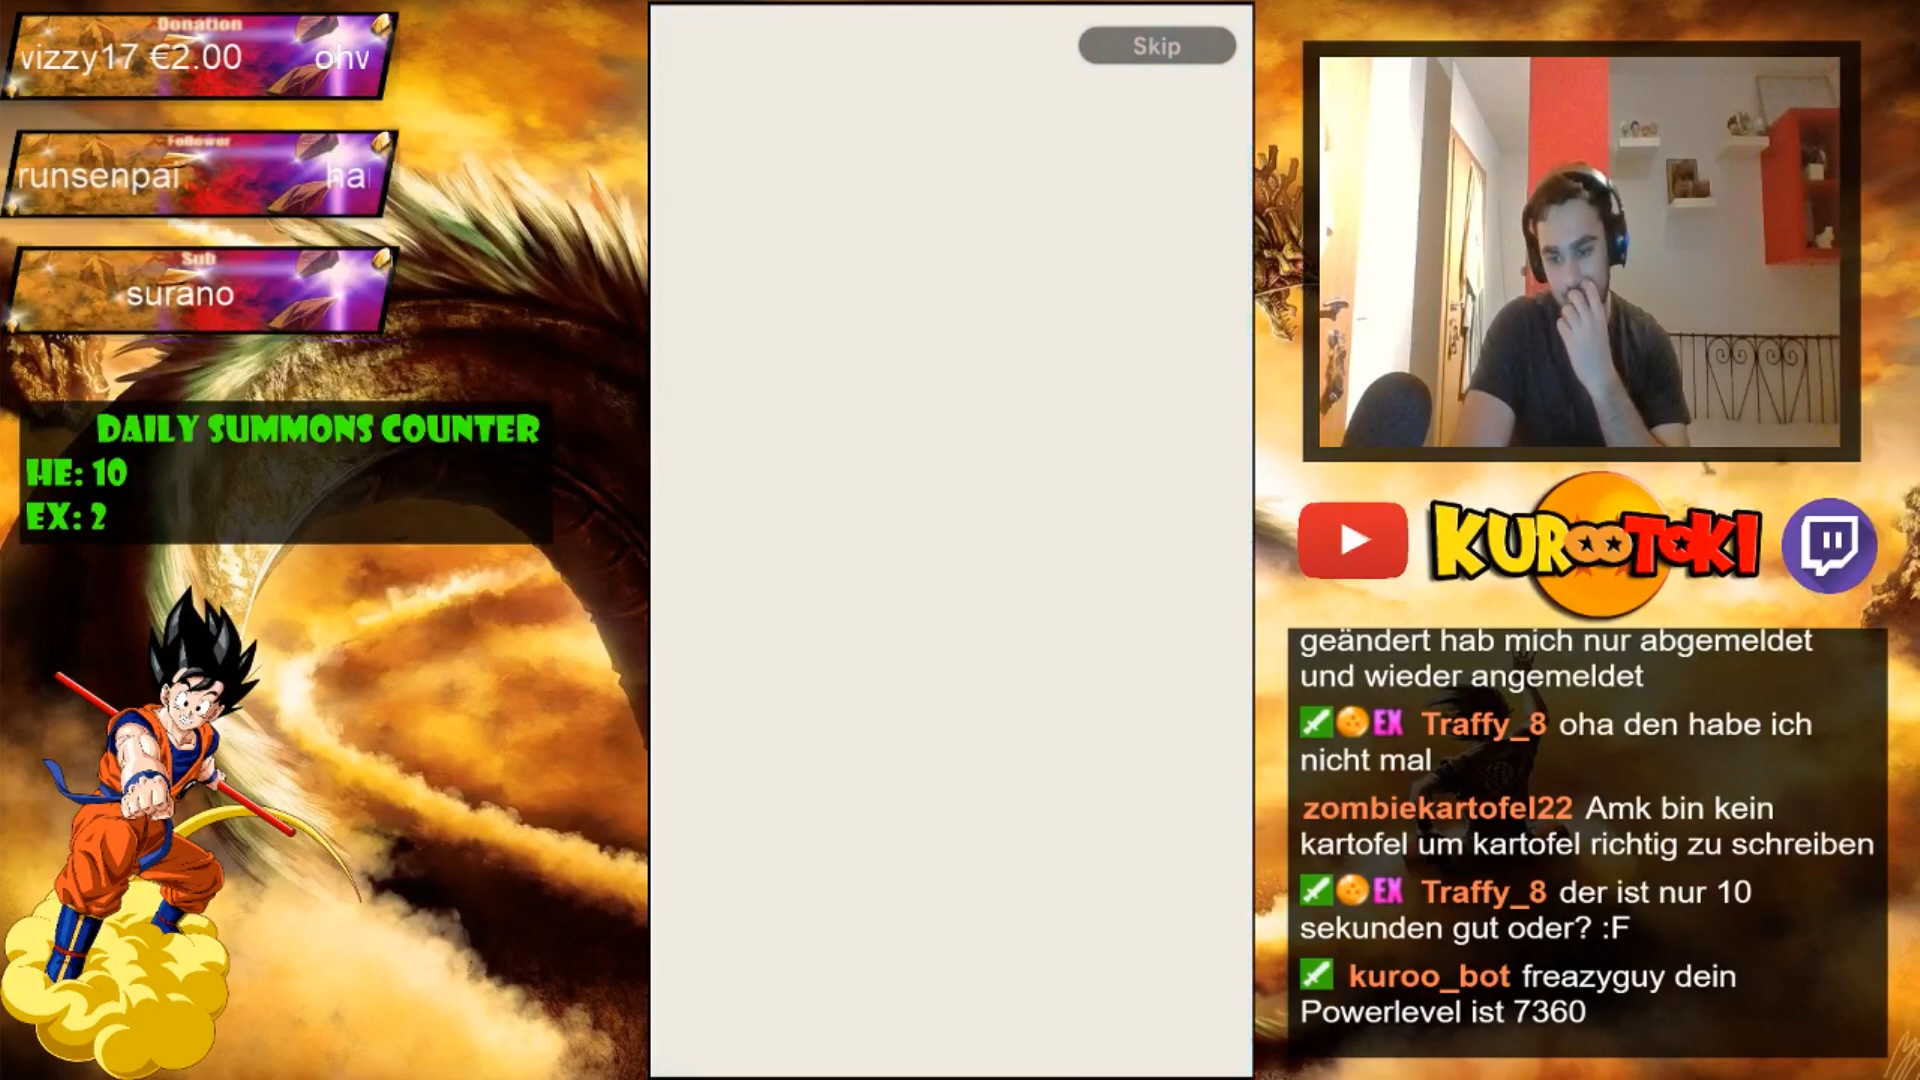 Donation
vizzy17 €2.00 ohv
Follower
runsenpai ha
Sub
surano
DAILY SUMMONS COUNTER
HE: 10
EX: 2
Skip
KUROOTOKI
geändert hab mich nur abgemeldet
und wieder angemeldet
EX Traffy_8 oha den habe ich
nicht mal
zombiekartofel22 Amk bin kein
kartofel um kartofel richtig zu schreiben
EX Traffy_8 der ist nur 10
sekunden gut oder? :F
kuroo_bot freazyguy dein
Powerlevel ist 7360